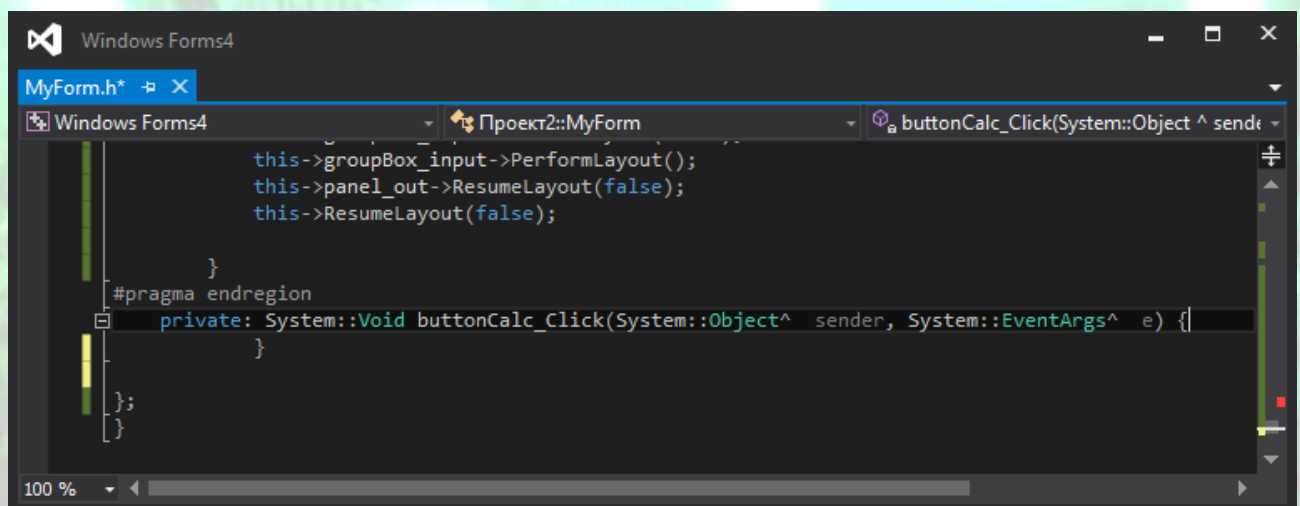 Windows Forms4
MyForm.h*
Windows Forms4 Проект2::MyForm buttonCalc_Click(System::Object ^ sende
this->groupBox_input->PerformLayout();
this->panel_out->ResumeLayout(false);
this->ResumeLayout(false);
}
#pragma endregion
private: System::Void buttonCalc_Click(System::Object^ sender, System::EventArgs^ e) {
}
};
}
100 %